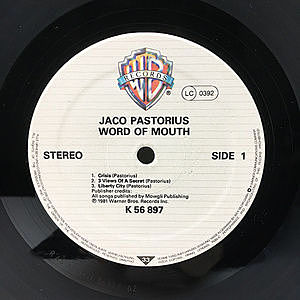 WB
RECORDS
LC 0392
JACO PASTORIUS
WORD OF MOUTH
STEREO
SIDE 1
1. Crisis (Pastorius)
2. 3 Views Of A Secret (Pastorius)
3. Liberty City (Pastorius)
Publisher credits:
All songs published by Mowgli Publishing
℗ 1981 Warner Bros. Records Inc.
K 56 897
33